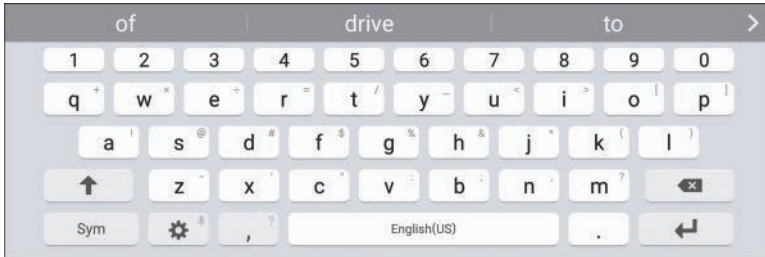 of drive to >
1 2 3 4 5 6 7 8 9 0
q + w × e ÷ r = t / y _ u < i > o [ p ]
a ! s @ d # f $ g % h & j * k ( l )
z - x ' c " v : b ; n , m ?
Sym $ , ? English(US) .